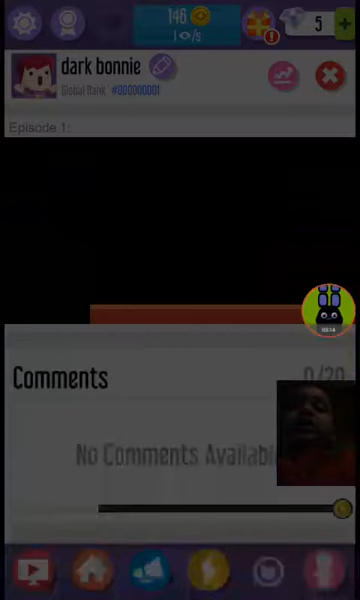 146
1 /s
5
dark bonnie
Global Rank #000000001
Episode 1:
Comments
0/20
No Comments Available